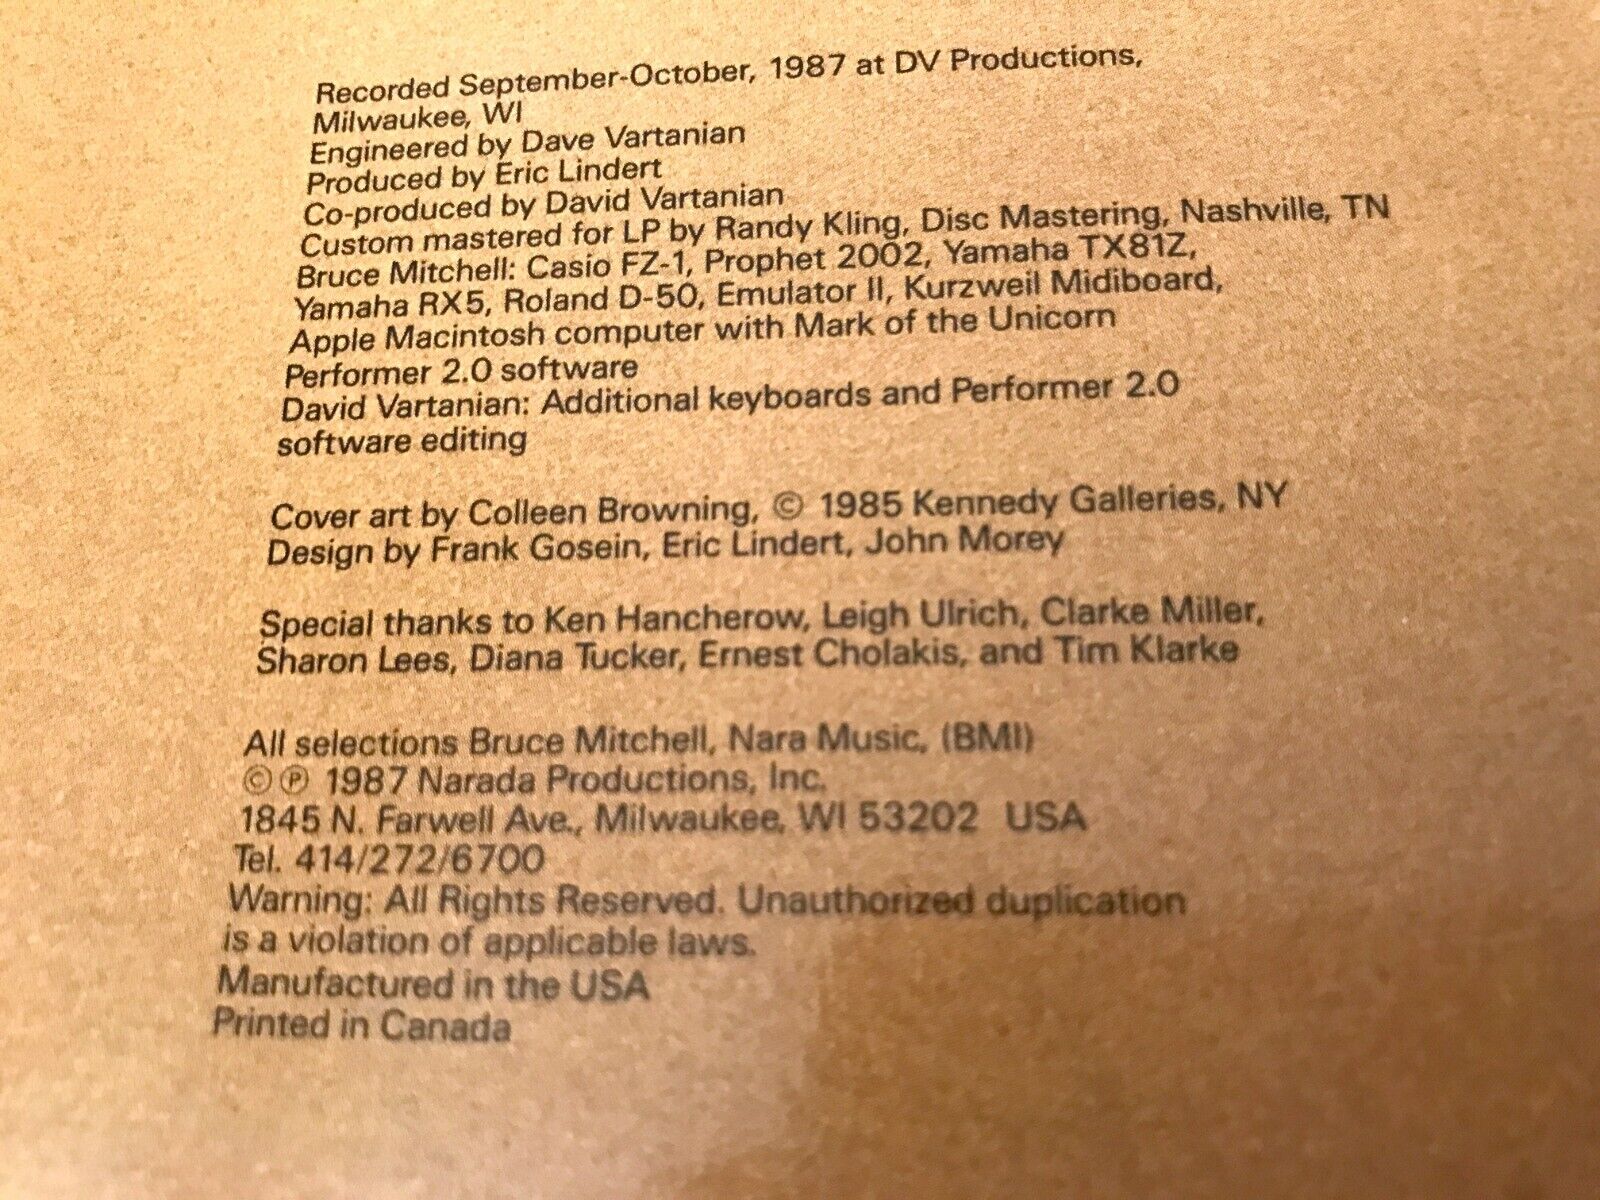 Recorded September-October, 1987 at DV Productions,
Milwaukee, WI
Engineered by Dave Vartanian
Produced by Eric Lindert
Co-produced by David Vartanian
Custom mastered for LP by Randy Kling, Disc Mastering, Nashville, TN
Bruce Mitchell: Casio FZ-1, Prophet 2002, Yamaha TX81Z,
Yamaha RX5, Roland D-50, Emulator II, Kurzweil Midiboard,
Apple Macintosh computer with Mark of the Unicorn
Performer 2.0 software
David Vartanian: Additional keyboards and Performer 2.0
software editing
Cover art by Colleen Browning, © 1985 Kennedy Galleries, NY
Design by Frank Gosein, Eric Lindert, John Morey
Special thanks to Ken Hancherow, Leigh Ulrich, Clarke Miller,
Sharon Lees, Diana Tucker, Ernest Cholakis, and Tim Klarke
All selections Bruce Mitchell, Nara Music, (BMI)
© ℗ 1987 Narada Productions, Inc.
1845 N. Farwell Ave., Milwaukee, WI 53202 USA
Tel. 414/272/6700
Warning: All Rights Reserved. Unauthorized duplication
is a violation of applicable laws.
Manufactured in the USA
Printed in Canada